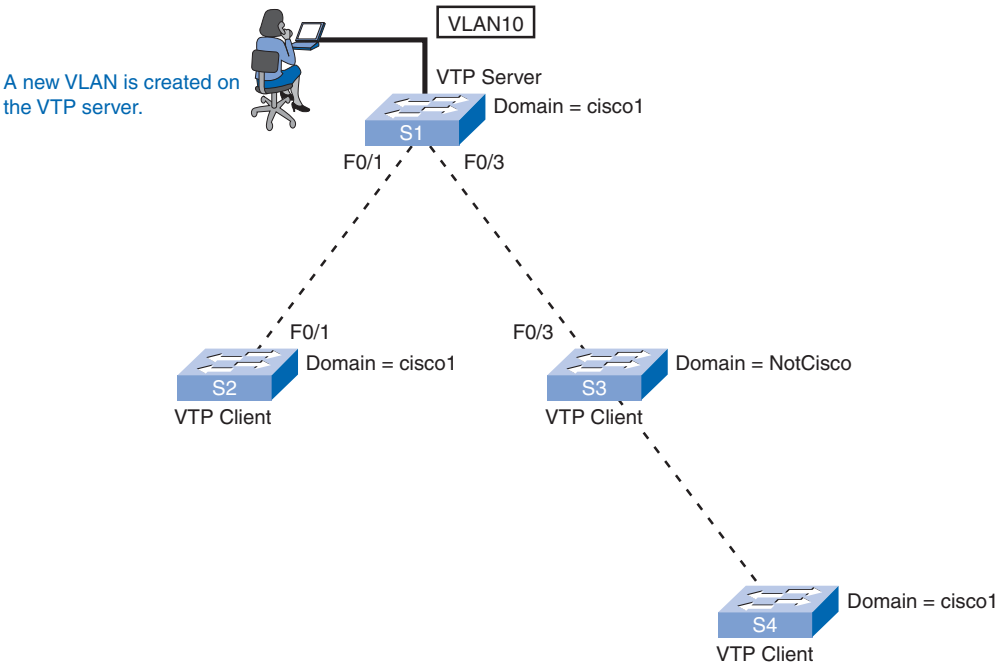 VLAN10
A new VLAN is created on
the VTP server.
VTP Server
Domain = cisco1
S1
F0/1
F0/3
F0/1
F0/3
Domain = cisco1
Domain = NotCisco
S2
S3
VTP Client
VTP Client
Domain = cisco1
S4
VTP Client